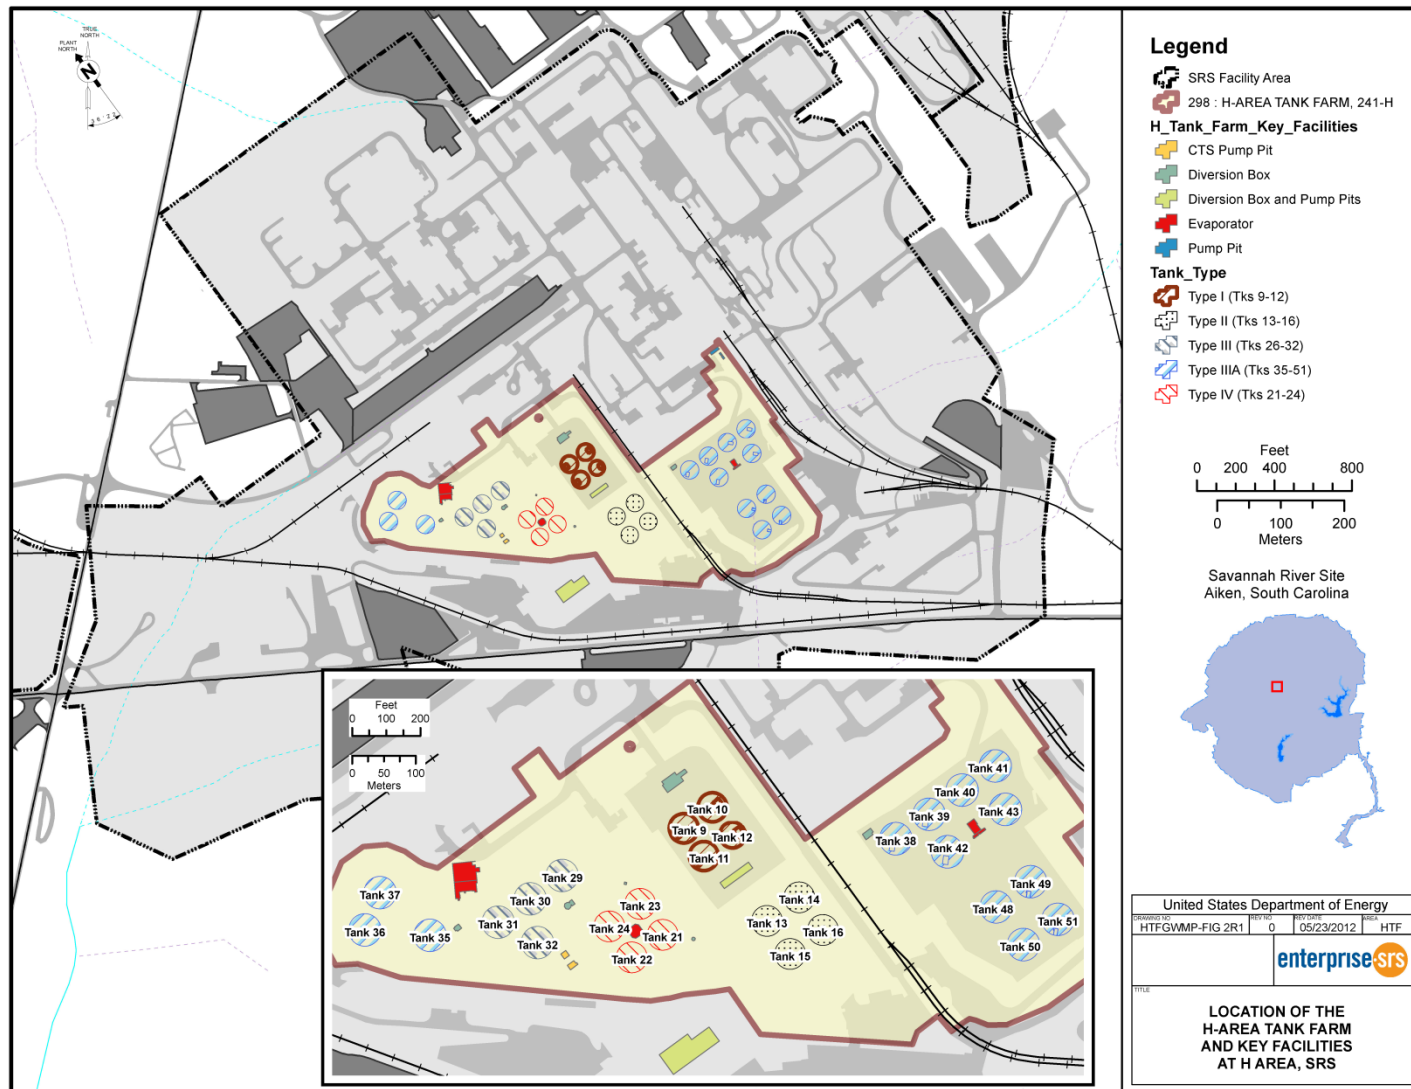 TRUE
NORTH
PLANT
NORTH
N
Legend
SRS Facility Area
298 : H-AREA TANK FARM, 241-H
H_Tank_Farm_Key_Facilities
CTS Pump Pit
Diversion Box
Diversion Box and Pump Pits
Evaporator
Pump Pit
Tank_Type
Type I (Tks 9-12)
Type II (Tks 13-16)
Type III (Tks 26-32)
Type IIIA (Tks 35-51)
Type IV (Tks 21-24)
Feet
0 200 400 800
0 100 200
Meters
Savannah River Site
Aiken, South Carolina
Feet
0 100 200
0 50 100
Meters
Tank 41
Tank 40
Tank 43
Tank 39
Tank 38
Tank 42
Tank 10
Tank 9
Tank 12
Tank 11
Tank 29
Tank 37
Tank 30
Tank 49
Tank 14
Tank 23
Tank 48
Tank 31
Tank 13
Tank 51
Tank 24
Tank 36
Tank 35
Tank 16
Tank 21
Tank 32
Tank 50
Tank 15
Tank 22
United States Department of Energy
DRAWING NO
HTFGWMP-FIG 2R1
REV NO
0
REV DATE
05/23/2012
AREA
HTF
enterprise·srs
TITLE
LOCATION OF THE
H-AREA TANK FARM
AND KEY FACILITIES
AT H AREA, SRS